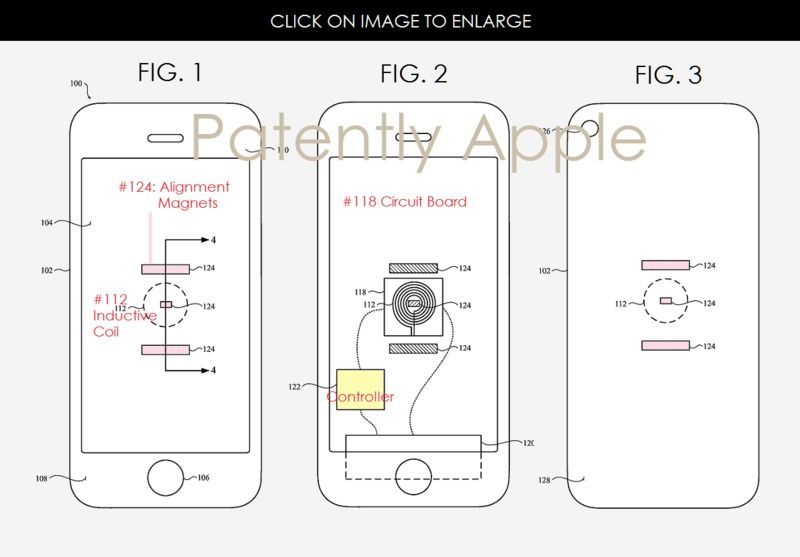 CLICK ON IMAGE TO ENLARGE
FIG. 1
FIG. 2
FIG. 3
Patently Apple
100
110
#124: Alignment
Magnets
104
4
102
124
#112
Inductive
Coil
112
124
124
4
108
106
#118 Circuit Board
124
118
112
124
124
122
Controller
120
126
124
102
112
124
124
128